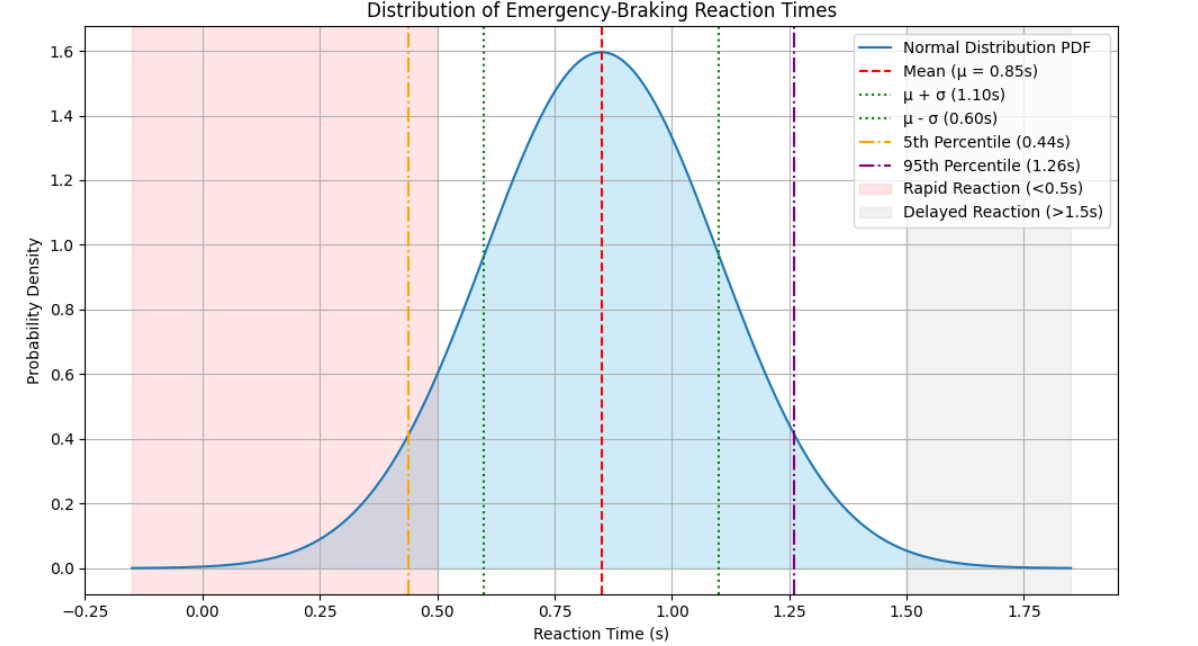 Distribution of Emergency-Braking Reaction Times
Normal Distribution PDF
Mean (μ = 0.85s)
μ + σ (1.10s)
μ - σ (0.60s)
5th Percentile (0.44s)
95th Percentile (1.26s)
Rapid Reaction (<0.5s)
Delayed Reaction (>1.5s)
Probability Density
1.6
1.4
1.2
1.0
0.8
0.6
0.4
0.2
0.0
−0.25 0.00 0.25 0.50 0.75 1.00 1.25 1.50 1.75
Reaction Time (s)